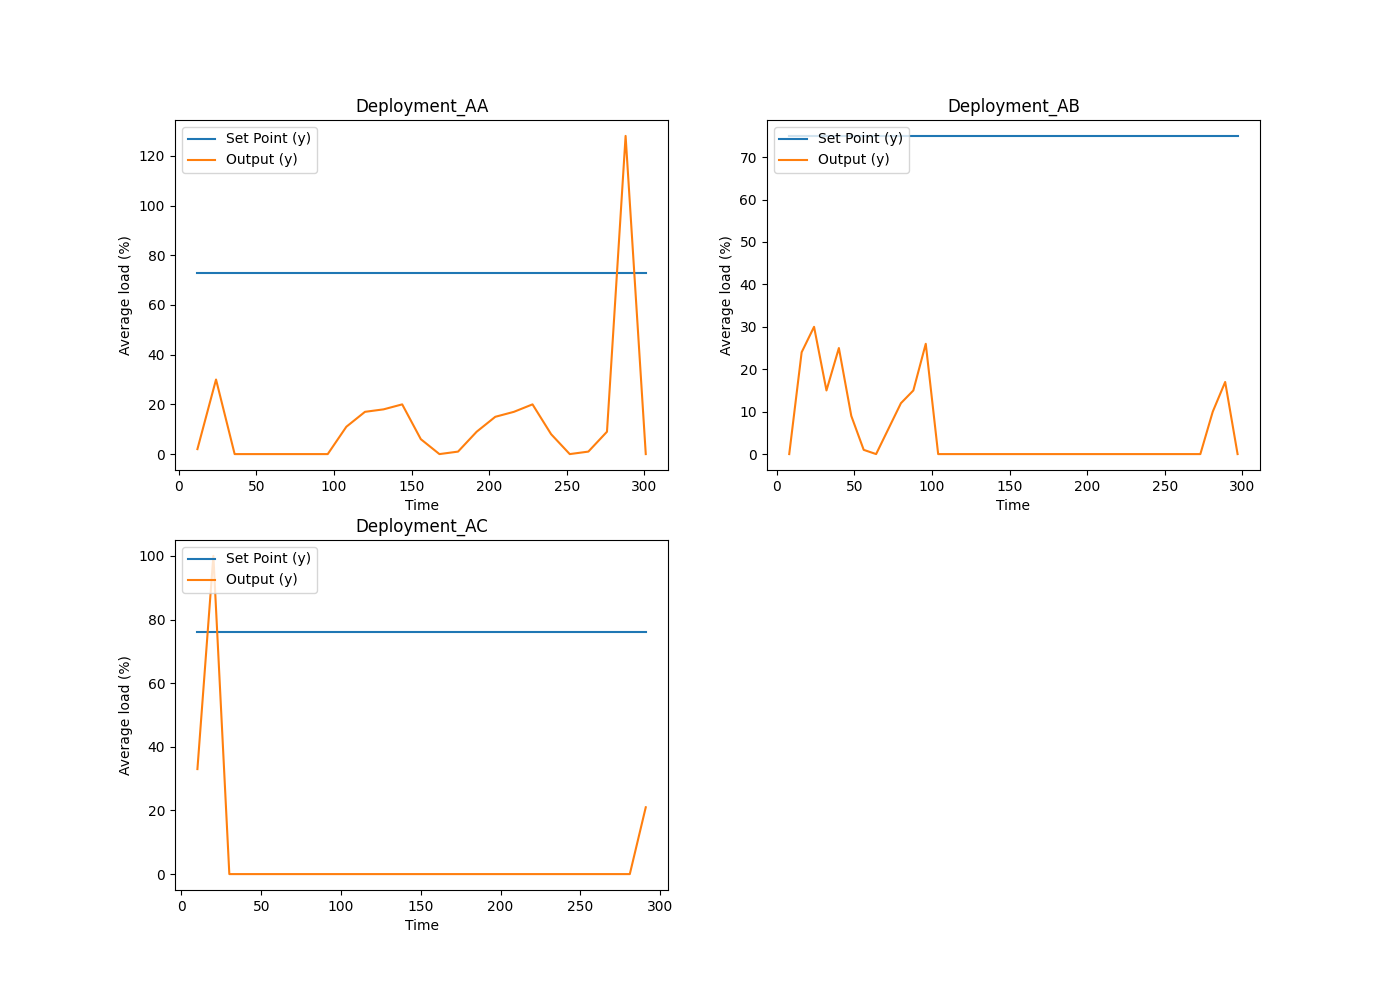 Deployment_AA
Set Point (y)
Output (y)
Average load (%)
120
100
80
60
40
20
0
0 50 100 150 200 250 300
Time
Deployment_AB
Set Point (y)
Output (y)
Average load (%)
70
60
50
40
30
20
10
0
0 50 100 150 200 250 300
Time
Deployment_AC
Set Point (y)
Output (y)
Average load (%)
100
80
60
40
20
0
0 50 100 150 200 250 300
Time